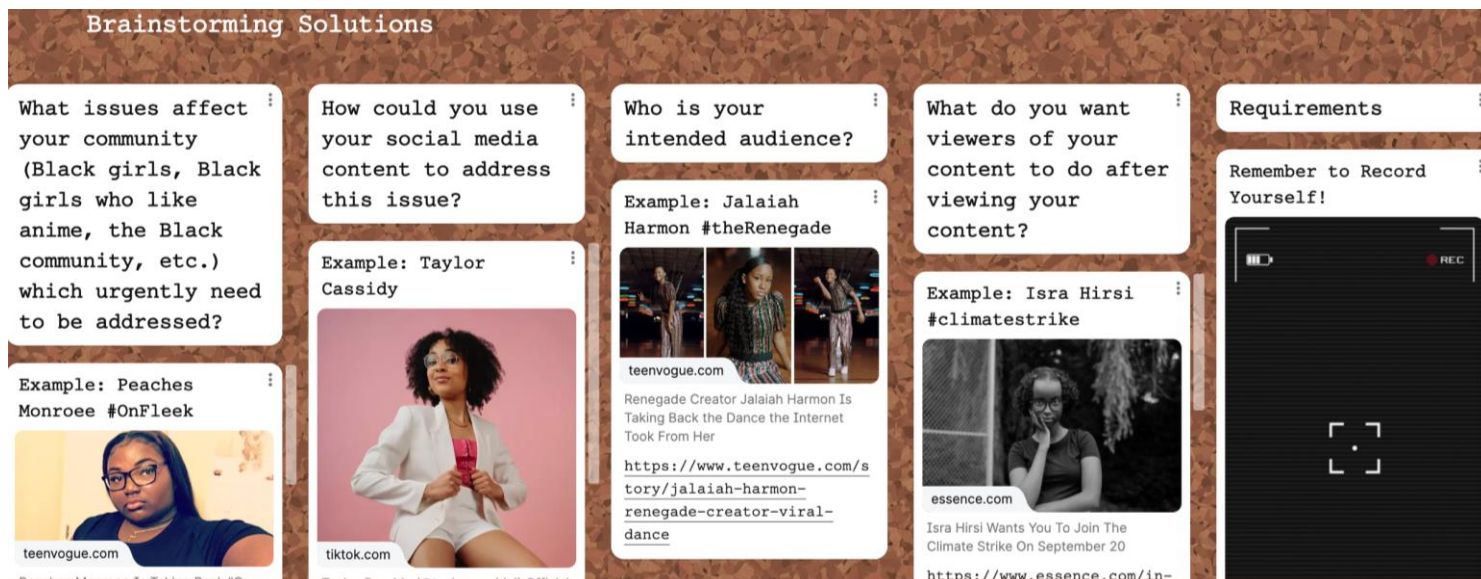 Brainstorming Solutions
What issues affect
your community
(Black girls, Black
girls who like
anime, the Black
community, etc.)
which urgently need
to be addressed?
Example: Peaches
Monroee #OnFleek
teenvogue.com
How could you use
your social media
content to address
this issue?
Example: Taylor
Cassidy
tiktok.com
Who is your
intended audience?
Example: Jalaiah
Harmon #theRenegade
teenvogue.com
Renegade Creator Jalaiah Harmon Is
Taking Back the Dance the Internet
Took From Her
https://www.teenvogue.com/s
tory/jalaiah-harmon-
renegade-creator-viral-
dance
What do you want
viewers of your
content to do after
viewing your
content?
Example: Isra Hirsi
#climatestrike
essence.com
Isra Hirsi Wants You To Join The
Climate Strike On September 20
https://www.essence.com/in-
Requirements
Remember to Record
Yourself!
REC